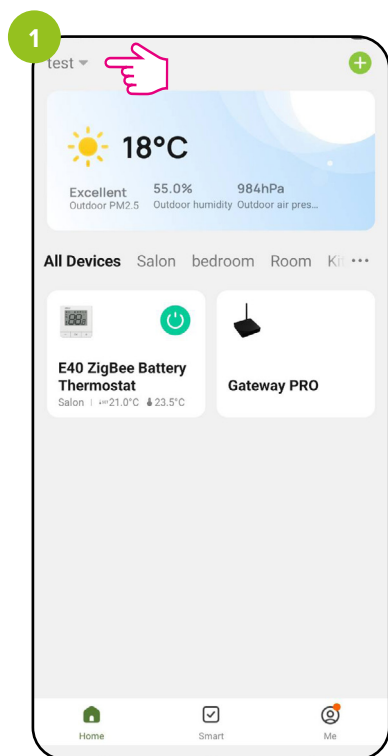 1
test
18°C
Excellent 55.0% 984hPa
Outdoor PM2.5 Outdoor humidity Outdoor air pres...
All Devices Salon bedroom Room Ki ...
E40 ZigBee Battery
Thermostat
Salon | 21.0°C 23.5°C
Gateway PRO
Home Smart Me